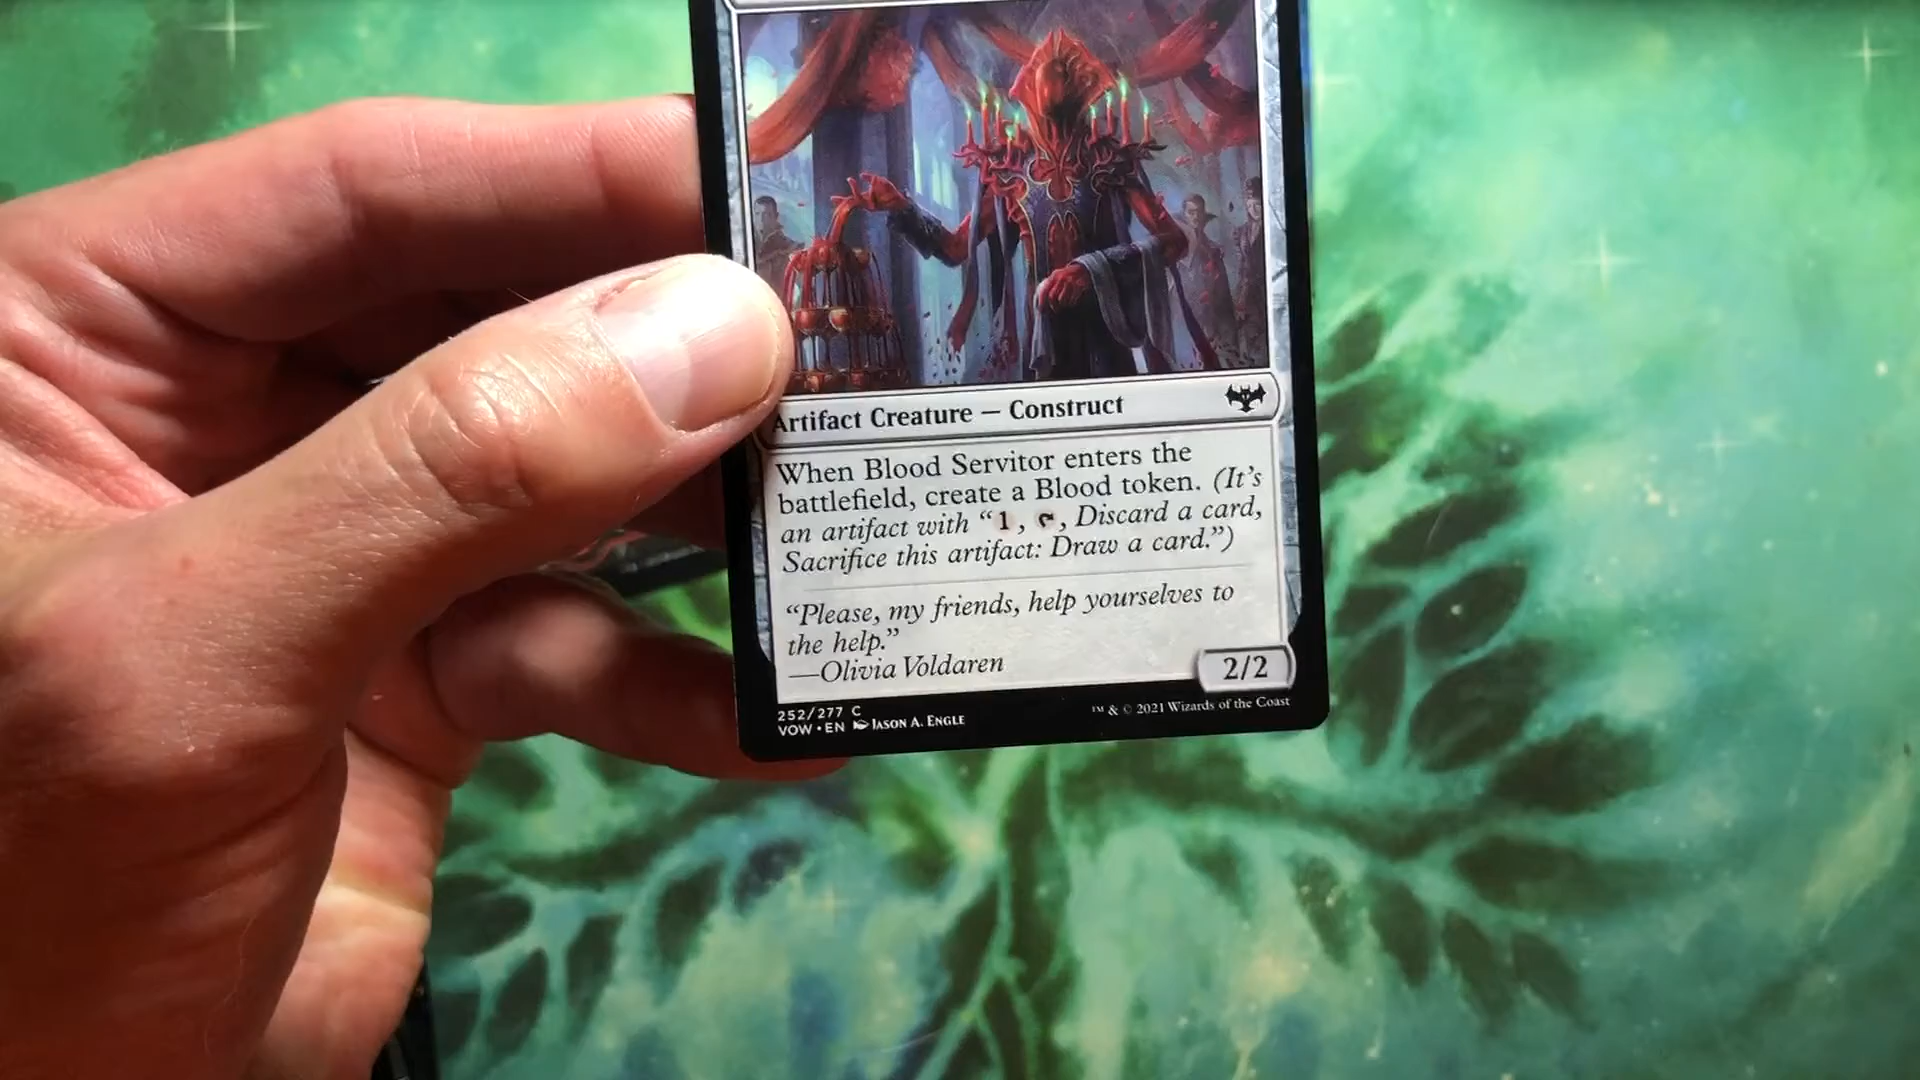 Artifact Creature — Construct
When Blood Servitor enters the
battlefield, create a Blood token. (It's
an artifact with “1, , Discard a card,
Sacrifice this artifact: Draw a card.”)
“Please, my friends, help yourselves to
the help.”
—Olivia Voldaren
2/2
252/277 C
VOW • EN JASON A. ENGLE
™ & © 2021 Wizards of the Coast